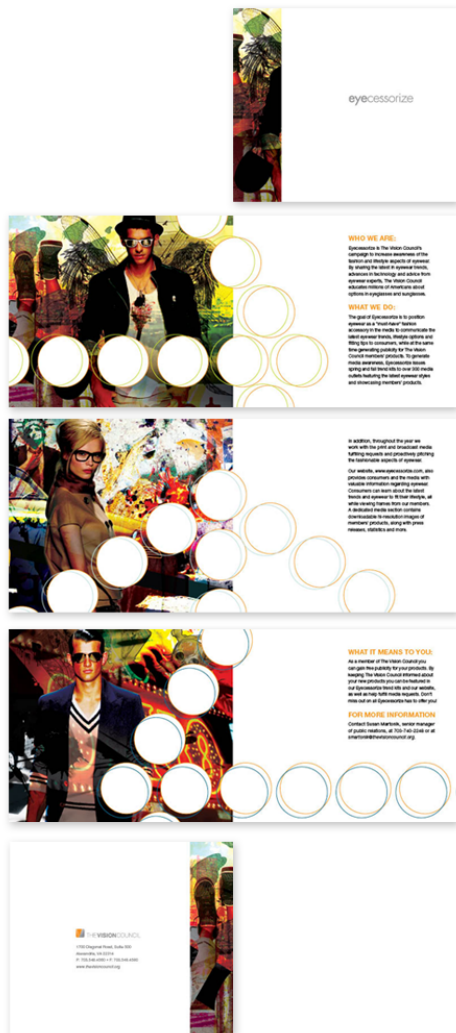 eyecessorize
WHO WE ARE:
Eyecessorize is The Vision Council's
campaign to increase awareness of the
fashion and lifestyle aspects of eyewear.
By sharing the latest in eyewear trends,
advances in technology and advice from
eyewear experts, The Vision Council
educates millions of Americans about
options in eyeglasses and sunglasses.
WHAT WE DO:
The goal of Eyecessorize is to position
eyewear as a "must-have" fashion
accessory in the media to communicate the
latest eyewear trends, lifestyle options and
fitting tips to consumers, while at the same
time generating publicity for The Vision
Council members' products. To generate
media awareness, Eyecessorize issues
spring and fall trend kits to over 300 media
outlets featuring the latest eyewear styles
and showcasing members' products.
In addition, throughout the year we
work with the print and broadcast media
fulfilling requests and proactively pitching
the fashionable aspects of eyewear.
Our website, www.eyecessorize.com, also
provides consumers and the media with
valuable information regarding eyewear.
Consumers can learn about the latest
trends and eyewear to fit their lifestyle, all
while viewing frames from our members.
A dedicated media section contains
downloadable hi-resolution images of
members' products, along with press
releases, statistics and more.
WHAT IT MEANS TO YOU:
As a member of The Vision Council you
can gain free publicity for your products. By
keeping The Vision Council informed about
your new products you can be featured in
our Eyecessorize trend kits and our website,
as well as help fulfill media requests. Don't
miss out on all Eyecessorize has to offer you!
FOR MORE INFORMATION
Contact Susan senior manager
of public relations, at or at
THE VISION COUNCIL
Road, Suite
Alexandria, VA
www.thevisioncouncil.org